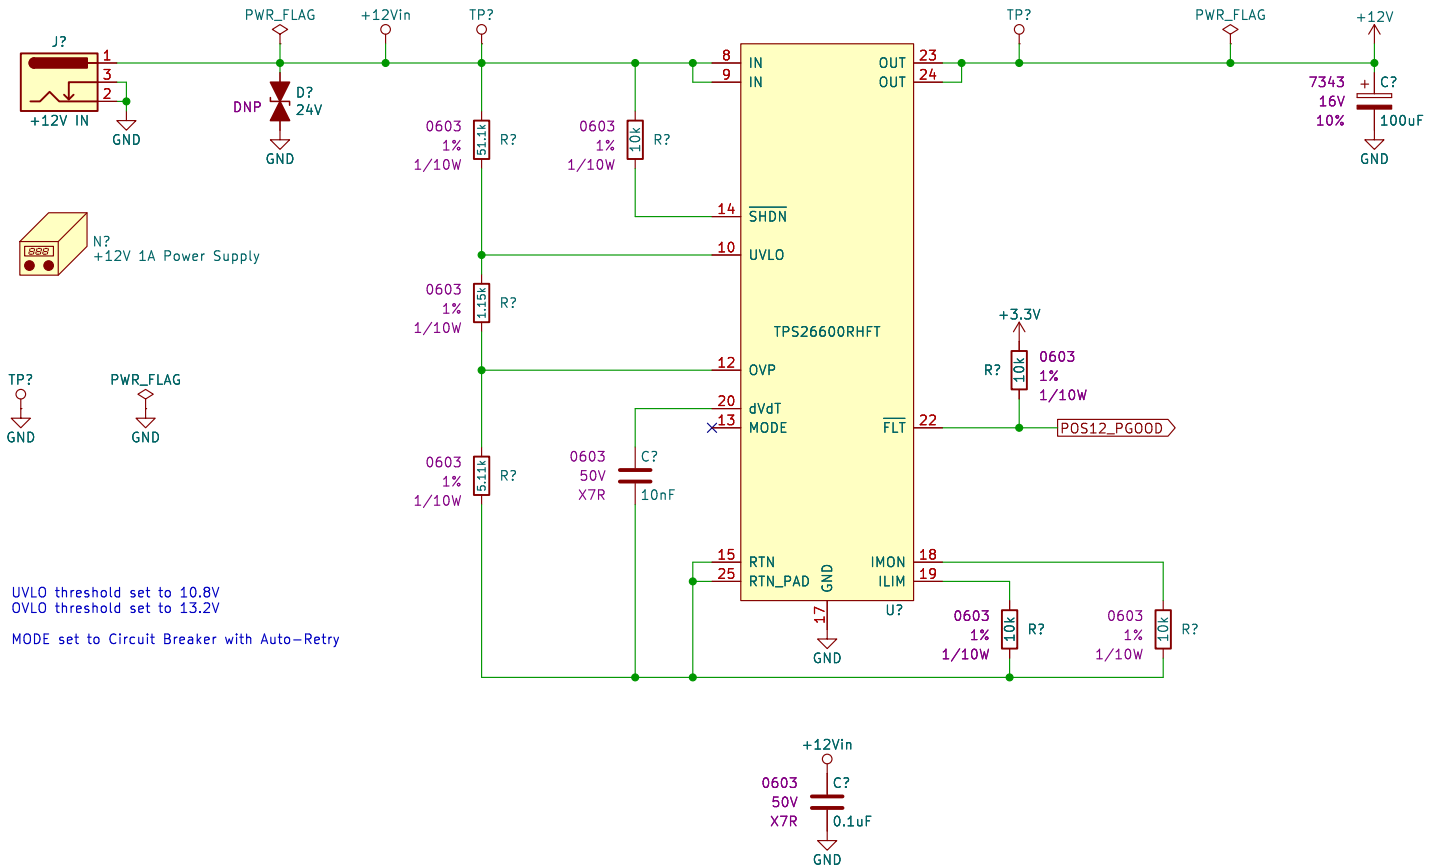 PWR_FLAG
+12Vin
TP?
TP?
PWR_FLAG
+12V
J?
1
3
2
+12V IN
GND
DNP
D?
24V
GND
0603
1%
1/10W
51.1k
R?
0603
1%
1/10W
10k
R?
8
IN
9
IN
OUT
23
OUT
24
7343
16V
10%
+
C?
100uF
GND
14
SHDN
10
UVLO
N?
+12V 1A Power Supply
0603
1%
1/10W
1.15k
R?
TPS26600RHFT
12
OVP
20
dVdT
13
MODE
+3.3V
R?
10k
0603
1%
1/10W
FLT
22
POS12_PGOOD
TP?
GND
PWR_FLAG
GND
0603
1%
1/10W
5.11k
R?
0603
50V
X7R
C?
10nF
15
RTN
25
RTN_PAD
GND
17
IMON
18
ILIM
19
U?
GND
0603
1%
1/10W
10k
R?
0603
1%
1/10W
10k
R?
UVLO threshold set to 10.8V
OVLO threshold set to 13.2V
MODE set to Circuit Breaker with Auto-Retry
+12Vin
0603
50V
X7R
C?
0.1uF
GND